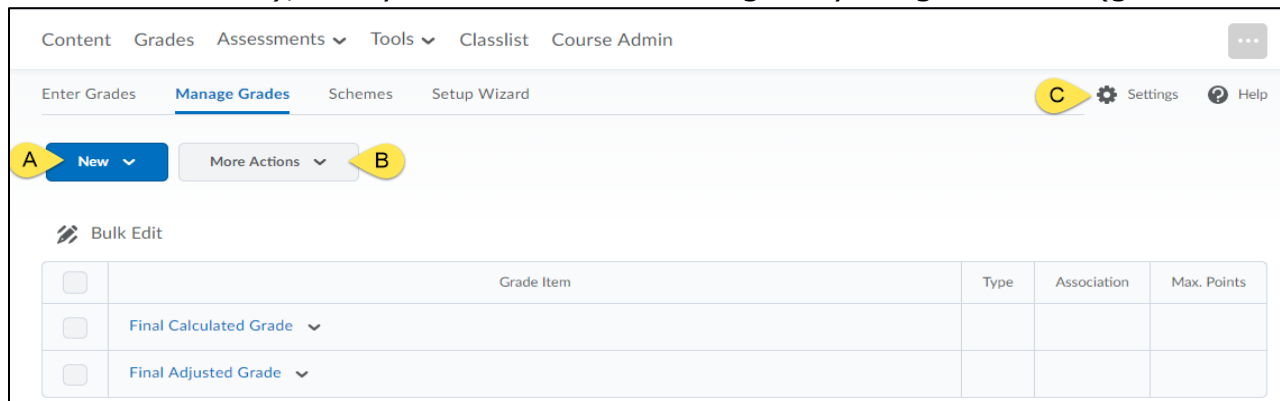 Content Grades Assessments Tools Classlist Course Admin
Enter Grades Manage Grades Schemes Setup Wizard C Settings Help
A New More Actions B
Bulk Edit
Grade Item Type Association Max. Points
Final Calculated Grade
Final Adjusted Grade